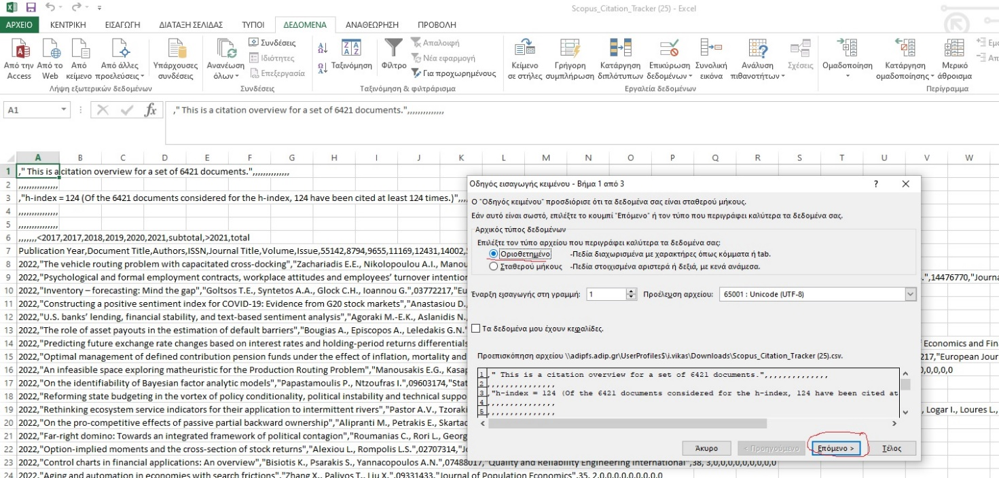 Scopus_Citation_Tracker (25) - Excel
ΑΡΧΕΙΟ ΚΕΝΤΡΙΚΗ ΕΙΣΑΓΩΓΗ ΔΙΑΤΑΞΗ ΣΕΛΙΔΑΣ ΤΥΠΟΙ ΔΕΔΟΜΕΝΑ ΑΝΑΘΕΩΡΗΣΗ ΠΡΟΒΟΛΗ
Από την Access
Από το Web
Από κείμενο
Από άλλες προελεύσεις
Υπάρχουσες συνδέσεις
Λήψη εξωτερικών δεδομένων
Ανανέωση όλων
Συνδέσεις
Ιδιότητες
Επεξεργασία
Συνδέσεις
Ταξινόμηση
Φίλτρο
Απαλοιφή
Νέα εφαρμογή
Για προχωρημένους
Ταξινόμηση & φιλτράρισμα
Κείμενο σε στήλες
Γρήγορη συμπλήρωση
Κατάργηση διπλότυπων
Επικύρωση δεδομένων
Συνολική εικόνα
Ανάλυση πιθανοτήτων
Σχέσεις
Εργαλεία δεδομένων
Ομαδοποίηση
Κατάργηση ομαδοποίησης
Μερικό άθροισμα
Περίγραμμα
A1 fx ," This is a citation overview for a set of 6421 documents.",,,,,,,,,,,,,,
A B C D E F G H I J K L M N O P Q R S T U V W
1 ," This is a citation overview for a set of 6421 documents.",,,,,,,,,,,,,,
2 ,,,,,,,,,,,,,,,
3 ,"h-index = 124 (Of the 6421 documents considered for the h-index, 124 have been cited at least 124 times.)",,,,
4 ,,,,,,,,,,,,,,,
5 ,,,,,,,,,,,,,,,
6 ,,,,,,,<2017,2017,2018,2019,2020,2021,subtotal,>2021,total
7 Publication Year,Document Title,Authors,ISSN,Journal Title,Volume,Issue,55142,8794,9655,11169,12431,14002,
8 2022,"The vehicle routing problem with capacitated cross-docking","Zachariadis E.E., Nikolopoulou A.I., Manou
9 2022,"Psychological and formal employment contracts, workplace attitudes and employees' turnover intention .",14476770,"Journa
10 2022,"Inventory – forecasting: Mind the gap","Goltsos T.E., Syntetos A.A., Glock C.H., Ioannou G.",03772217,"Eu
11 2022,"Constructing a positive sentiment index for COVID-19: Evidence from G20 stock markets","Anastasiou D.,
12 2022,"U.S. banks' lending, financial stability, and text-based sentiment analysis","Agoraki M.-E.K., Aslanidis N.,
13 2022,"The role of asset payouts in the estimation of default barriers","Bougias A., Episcopos A., Leledakis G.N."
14 2022,"Predicting future exchange rate changes based on interest rates and holding-period returns differentials f Economics and Fin
15 2022,"Optimal management of defined contribution pension funds under the effect of inflation, mortality and 217,"European Jour
16 2022,"An infeasible space exploring matheuristic for the Production Routing Problem","Manousakis E.G., Kasap 0,0,0,0,0
17 2022,"On the identifiability of Bayesian factor analytic models","Papastamoulis P., Ntzoufras I.",09603174,"Stat
18 2022,"Reforming state budgeting in the vortex of policy conditionality, political instability and technical suppo
19 2022,"Rethinking ecosystem service indicators for their application to intermittent rivers","Pastor A.V., Tzoraki , Logar I., Loures L.,
20 2022,"On the pro-competitive effects of passive partial backward ownership","Alipranti M., Petrakis E., Skartad
21 2022,"Far-right domino: Towards an integrated framework of political contagion","Roumanias C., Rori L., Georg
22 2022,"Option-implied moments and the cross-section of stock returns","Alexiou L., Rompolis L.S.",02707314,"Jo
23 2022,"Control charts in financial applications: An overview","Bisiotis K., Psarakis S., Yannacopoulos A.N.",07488017,"Quality and Reliability Engineering International",38, 3,0,0,0,0,0,0,0,0,0
24 2022,"Aging and automation in economies with search frictions","Zhang X., Palivos T., Liu X.",09331433,"Journal of Population Economics",35, 2,0,0,0,0,0,0,0,0,0
Οδηγός εισαγωγής κειμένου - Βήμα 1 από 3 ?
Ο "Οδηγός κειμένου" προσδιόρισε ότι τα δεδομένα σας είναι σταθερού μήκους.
Εάν αυτό είναι σωστό, επιλέξτε το κουμπί "Επόμενο" ή τον τύπο που περιγράφει καλύτερα τα δεδομένα σας.
Αρχικός τύπος δεδομένων
Επιλέξτε τον τύπο αρχείου που περιγράφει καλύτερα τα δεδομένα σας:
Οριοθετημένο -Πεδία διαχωρισμένα με χαρακτήρες όπως κόμματα ή tab.
Σταθερού μήκους -Πεδία στοιχισμένα αριστερά ή δεξιά, με κενά ανάμεσα.
Έναρξη εισαγωγής στη γραμμή: 1 Προέλευση αρχείου: 65001 : Unicode (UTF-8)
Τα δεδομένα μου έχουν κεφαλίδες.
Προεπισκόπηση αρχείου \\adipfs.adip.gr\UserProfiles$\i.vikas\Downloads\Scopus_Citation_Tracker (25).csv.
1 ," This is a citation overview for a set of 6421 documents.",,,,,,,,,,,,,,
2 ,,,,,,,,,,,,,,,
3 ,"h-index = 124 (Of the 6421 documents considered for the h-index, 124 have been cited at
4 ,,,,,,,,,,,,,,,
5 ,,,,,,,,,,,,,,,
Άκυρο < Προηγούμενο Επόμενο > Τέλος